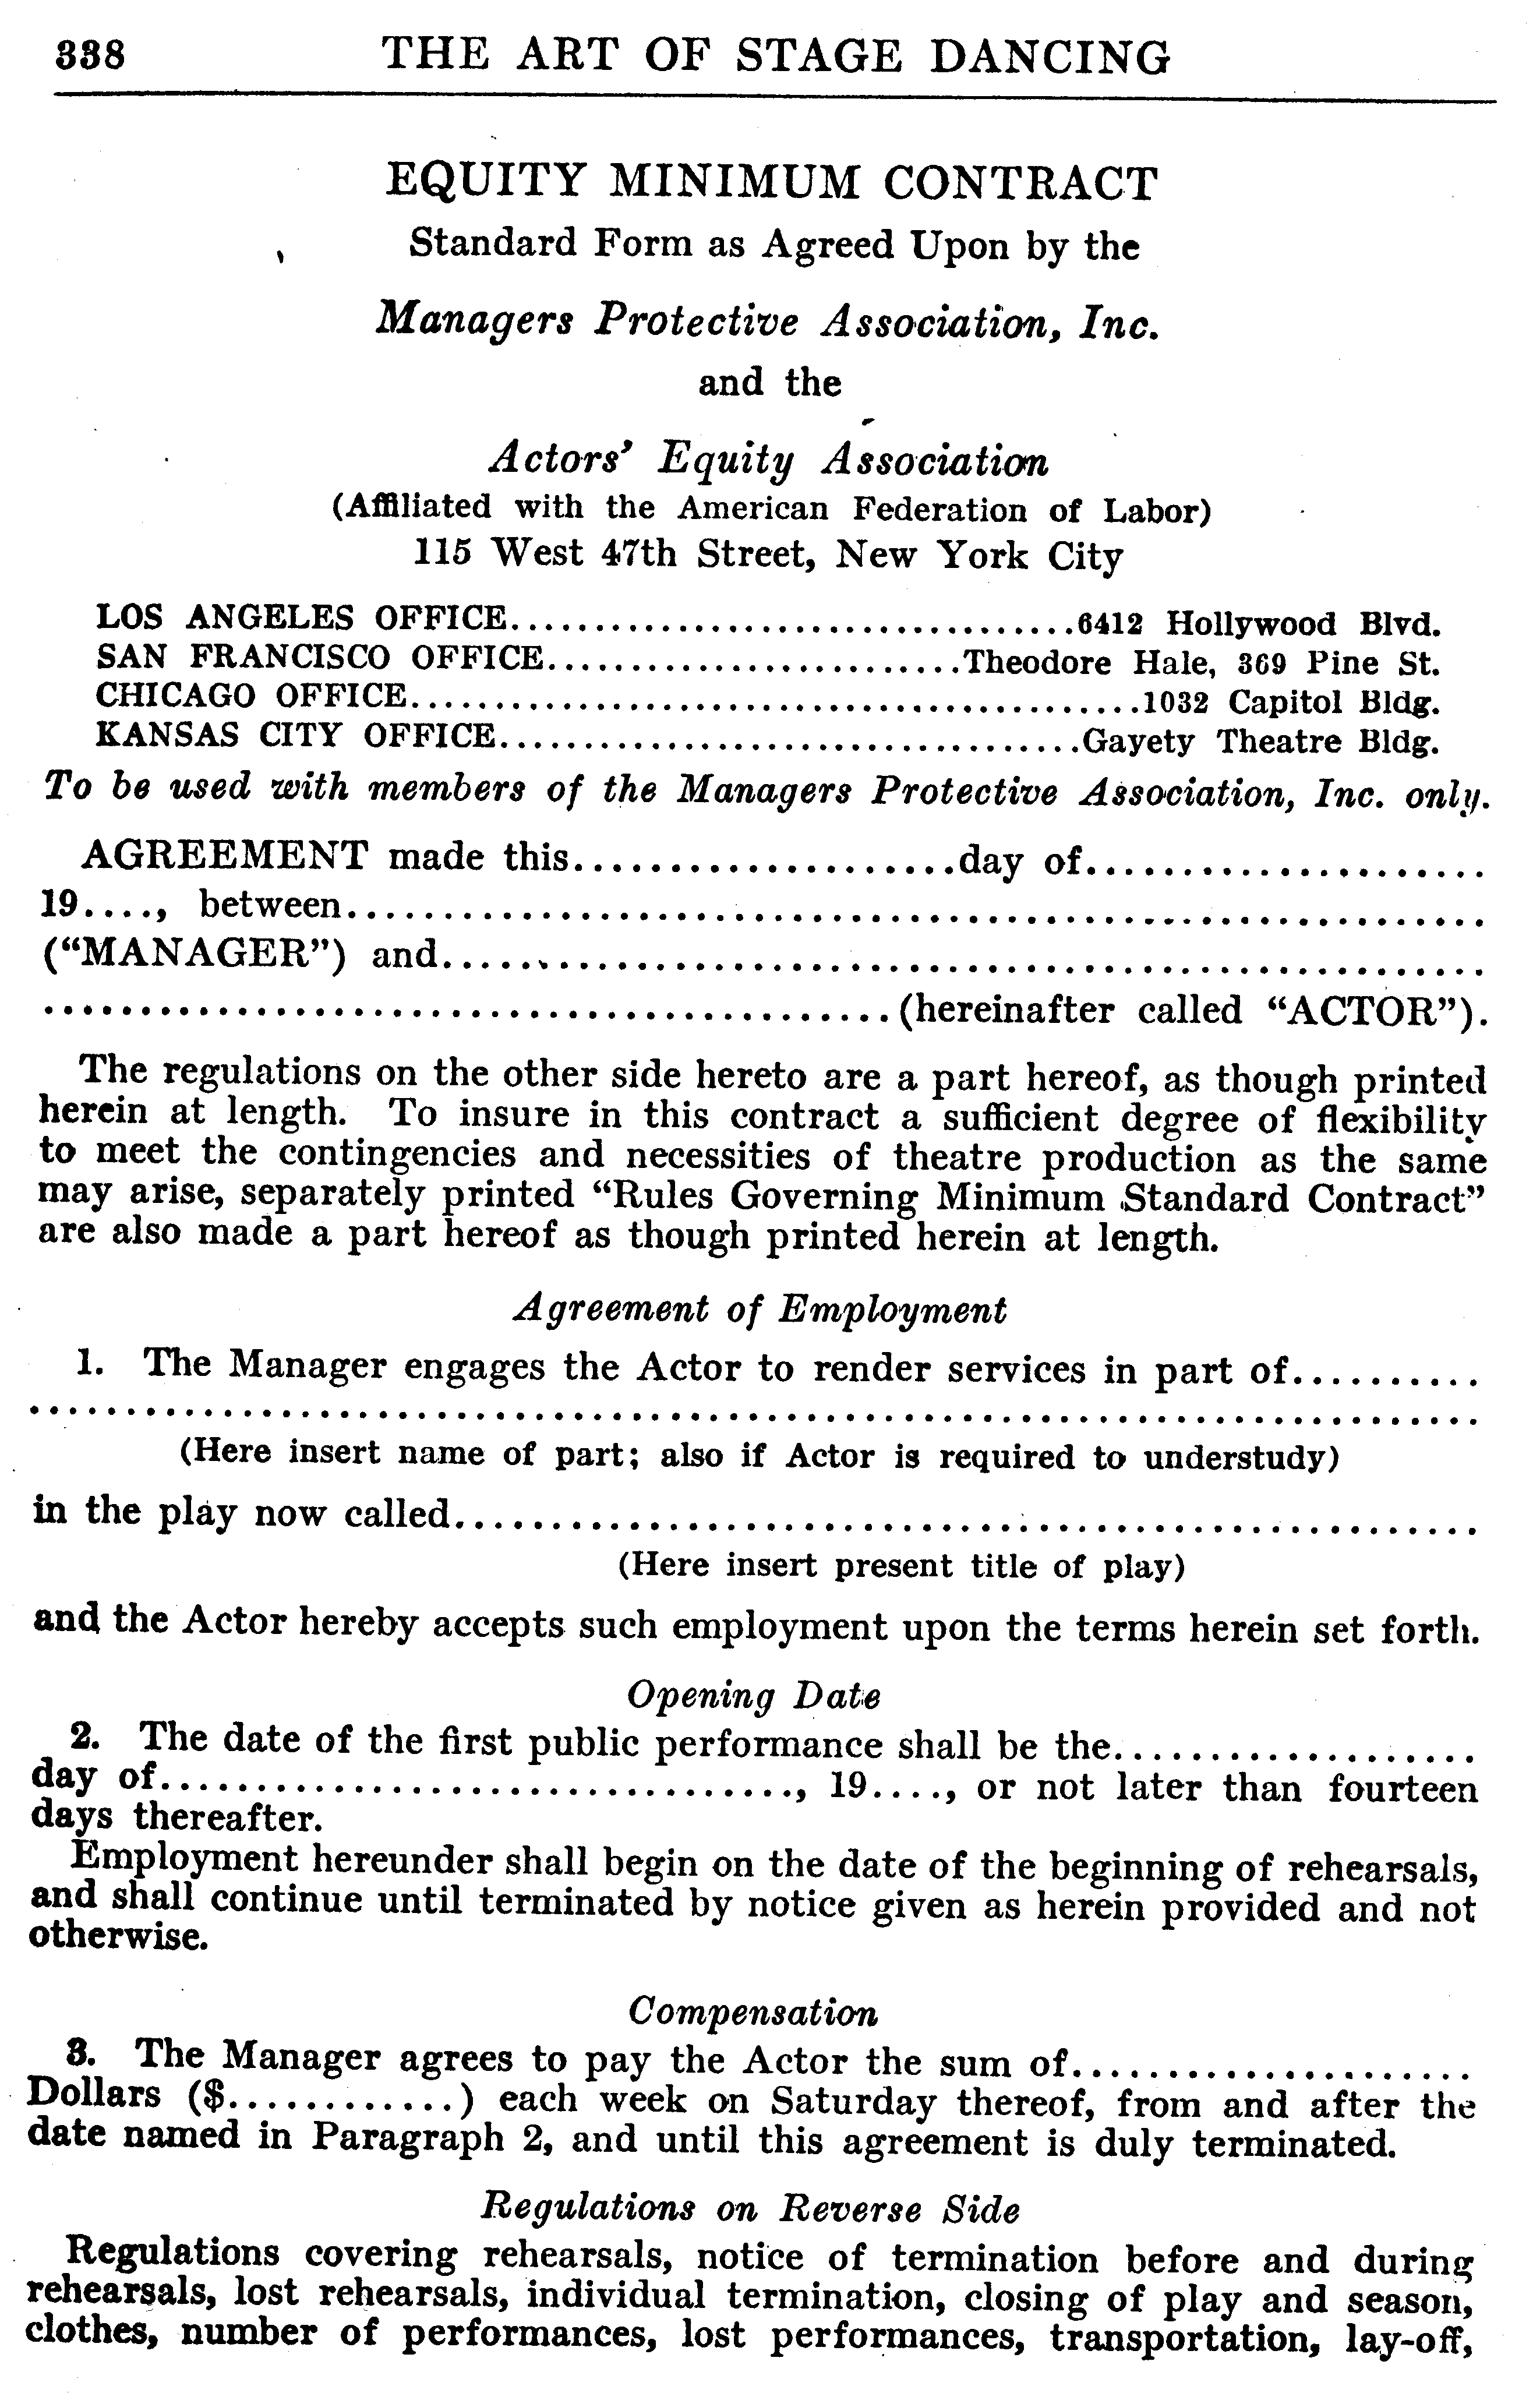 338 THE ART OF STAGE DANCING
EQUITY MINIMUM CONTRACT
Standard Form as Agreed Upon by the
Managers Protective Association, Inc.
and the
Actors' Equity Association
(Affiliated with the American Federation of Labor)
115 West 47th Street, New York City
LOS ANGELES OFFICE..................................6412 Hollywood Blvd.
SAN FRANCISCO OFFICE.........................Theodore Hale, 369 Pine St.
CHICAGO OFFICE............................................1032 Capitol Bldg.
KANSAS CITY OFFICE...................................Gayety Theatre Bldg.
To be used with members of the Managers Protective Association, Inc. only.
AGREEMENT made this....................day of.....................
19...., between............................................................
("MANAGER") and......................................................
............................................(hereinafter called "ACTOR").
The regulations on the other side hereto are a part hereof, as though printed
herein at length. To insure in this contract a sufficient degree of flexibility
to meet the contingencies and necessities of theatre production as the same
may arise, separately printed "Rules Governing Minimum Standard Contract"
are also made a part hereof as though printed herein at length.
Agreement of Employment
1. The Manager engages the Actor to render services in part of..........
...........................................................................
(Here insert name of part; also if Actor is required to understudy)
in the play now called.....................................................
(Here insert present title of play)
and the Actor hereby accepts such employment upon the terms herein set forth.
Opening Date
2. The date of the first public performance shall be the...................
day of................................., 19...., or not later than fourteen
days thereafter.
Employment hereunder shall begin on the date of the beginning of rehearsals,
and shall continue until terminated by notice given as herein provided and not
otherwise.
Compensation
3. The Manager agrees to pay the Actor the sum of.....................
Dollars ($............) each week on Saturday thereof, from and after the
date named in Paragraph 2, and until this agreement is duly terminated.
Regulations on Reverse Side
Regulations covering rehearsals, notice of termination before and during
rehearsals, lost rehearsals, individual termination, closing of play and season,
clothes, number of performances, lost performances, transportation, lay-off,